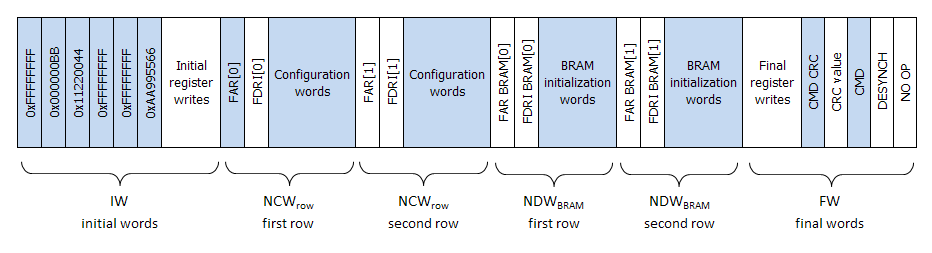 0xFFFFFFFF
0x000000BB
0x11220044
0xFFFFFFFF
0xFFFFFFFF
0xAA995566
Initial
register
writes
FAR[0]
FDRI[0]
Configuration
words
FAR[1]
FDRI[1]
Configuration
words
FAR BRAM[0]
FDRI BRAM[0]
BRAM
initialization
words
FAR BRAM[1]
FDRI BRAM[1]
BRAM
initialization
words
Final
register
writes
CMD CRC
CRC value
CMD
DESYNCH
NO OP
IW
initial words
NCWrow
first row
NCWrow
second row
NDWBRAM
first row
NDWBRAM
second row
FW
final words